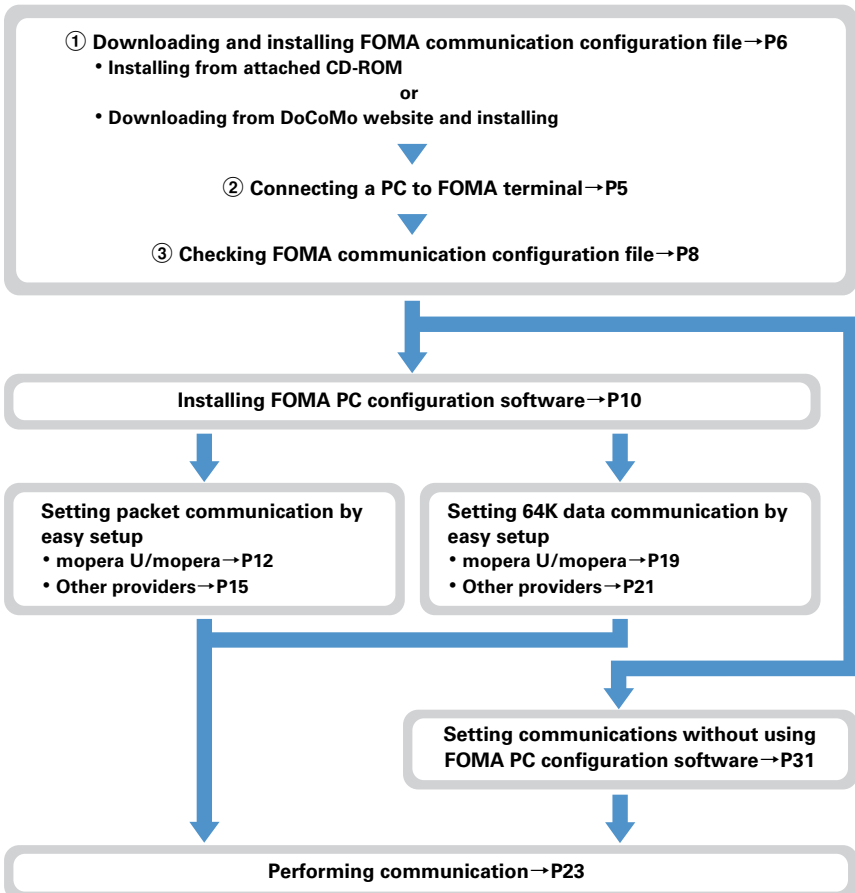 ① Downloading and installing FOMA communication configuration file→P6
• Installing from attached CD-ROM
or
• Downloading from DoCoMo website and installing
② Connecting a PC to FOMA terminal→P5
③ Checking FOMA communication configuration file→P8
Installing FOMA PC configuration software→P10
Setting packet communication by
easy setup
• mopera U/mopera→P12
• Other providers→P15
Setting 64K data communication by
easy setup
• mopera U/mopera→P19
• Other providers→P21
Setting communications without using
FOMA PC configuration software→P31
Performing communication→P23